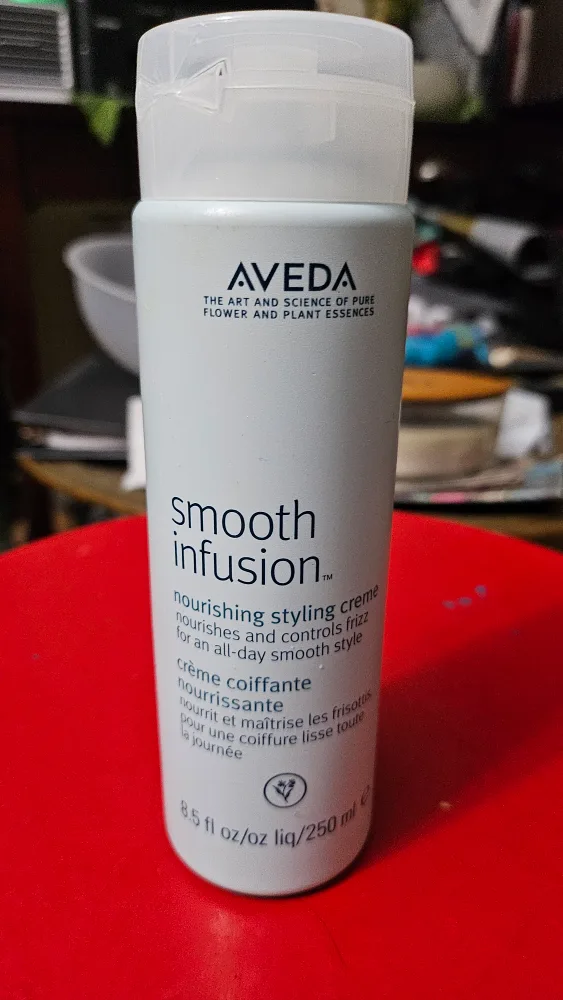 AVEDA
THE ART AND SCIENCE OF PURE
FLOWER AND PLANT ESSENCES
smooth
infusion™
nourishing styling creme
nourishes and controls frizz
for an all-day smooth style
crème coiffante
nourrissante
nourrit et maîtrise les frisottis
pour une coiffure lisse toute
la journée
8.5 fl oz/oz liq/250 ml ℮